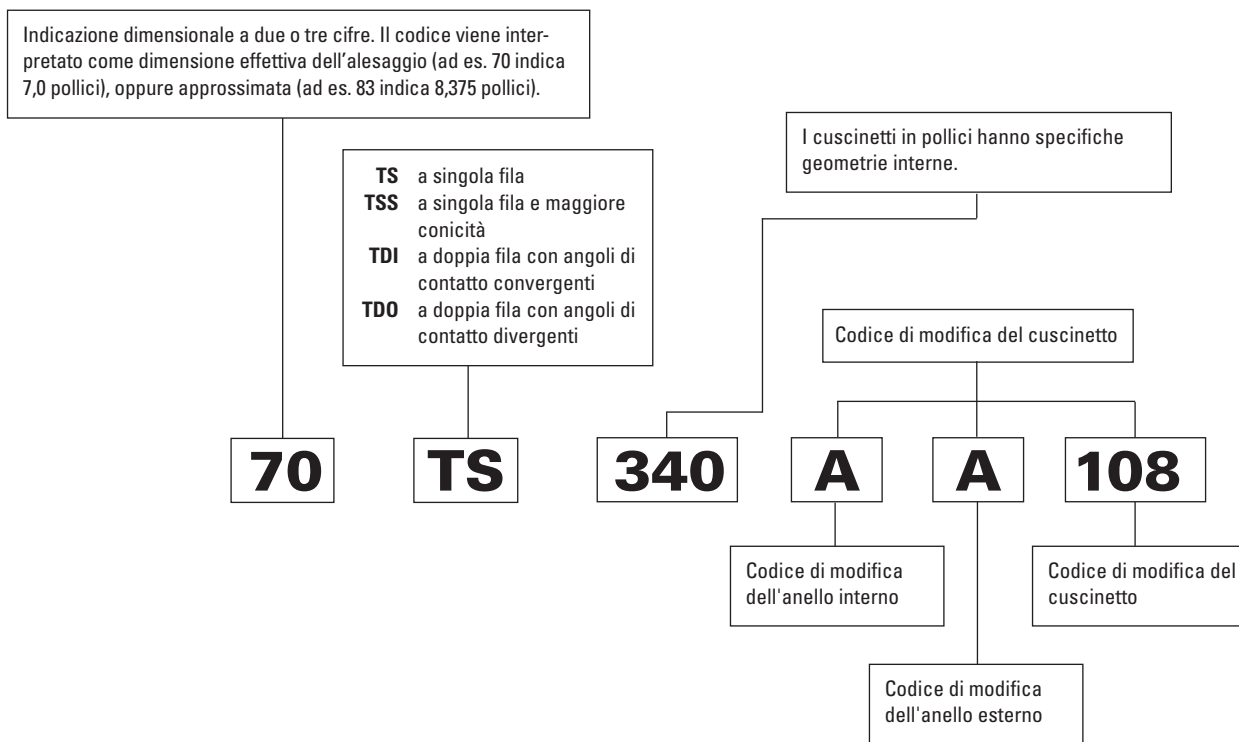 Indicazione dimensionale a due o tre cifre. Il codice viene inter-
pretato come dimensione effettiva dell'alesaggio (ad es. 70 indica
7,0 pollici), oppure approssimata (ad es. 83 indica 8,375 pollici).
TS a singola fila
TSS a singola fila e maggiore
conicità
TDI a doppia fila con angoli di
contatto convergenti
TDO a doppia fila con angoli di
contatto divergenti
I cuscinetti in pollici hanno specifiche
geometrie interne.
Codice di modifica del cuscinetto
70 TS 340 A A 108
Codice di modifica
dell'anello interno
Codice di modifica del
cuscinetto
Codice di modifica
dell'anello esterno